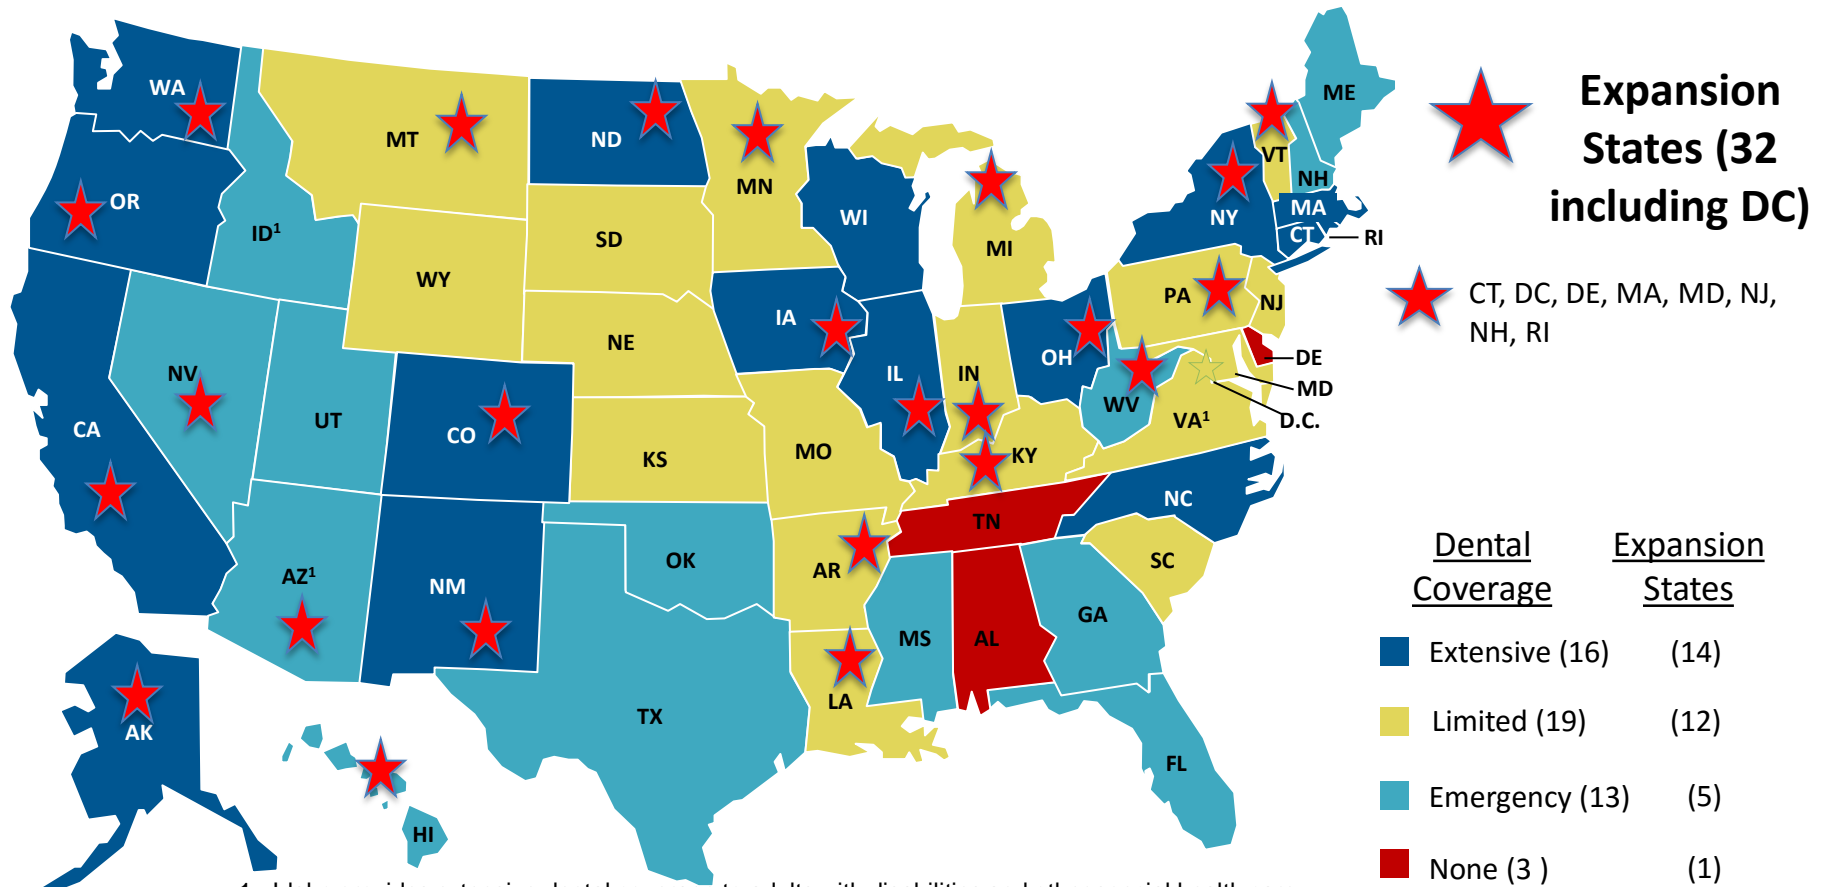 WA
MT
ND
MN
OR
ID¹
WY
SD
WI
MI
NY
VT
NH
ME
MA
CT
RI
NV
UT
CA
CO
NE
IA
IL
IN
OH
PA
NJ
DE
MD
D.C.
WV
VA¹
KY
KS
MO
AZ¹
NM
OK
AR
TN
NC
SC
MS
AL
GA
LA
TX
FL
AK
HI
Expansion
States (32
including DC)
CT, DC, DE, MA, MD, NJ,
NH, RI
Dental Expansion
Coverage States
Extensive (16) (14)
Limited (19) (12)
Emergency (13) (5)
None (3 ) (1)